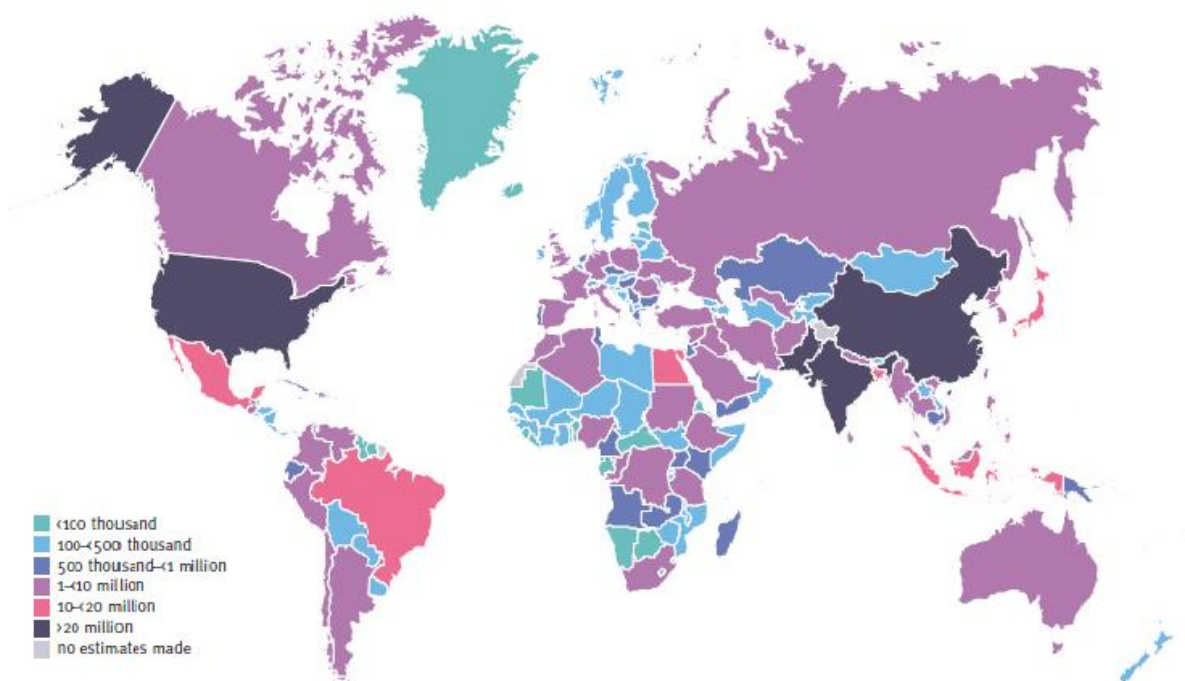 <100 thousand
100–<500 thousand
500 thousand–<1 million
1–<10 million
10–<20 million
>20 million
no estimates made